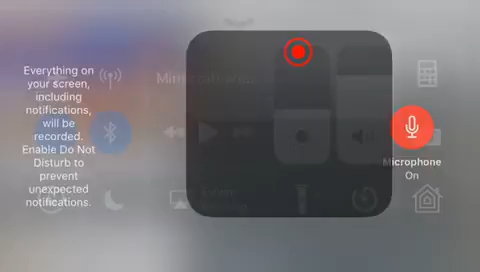 Everything on
your screen,
including
notifications,
will be
recorded.
Enable Do Not
Disturb to
prevent
unexpected
notifications.
Microphone
On